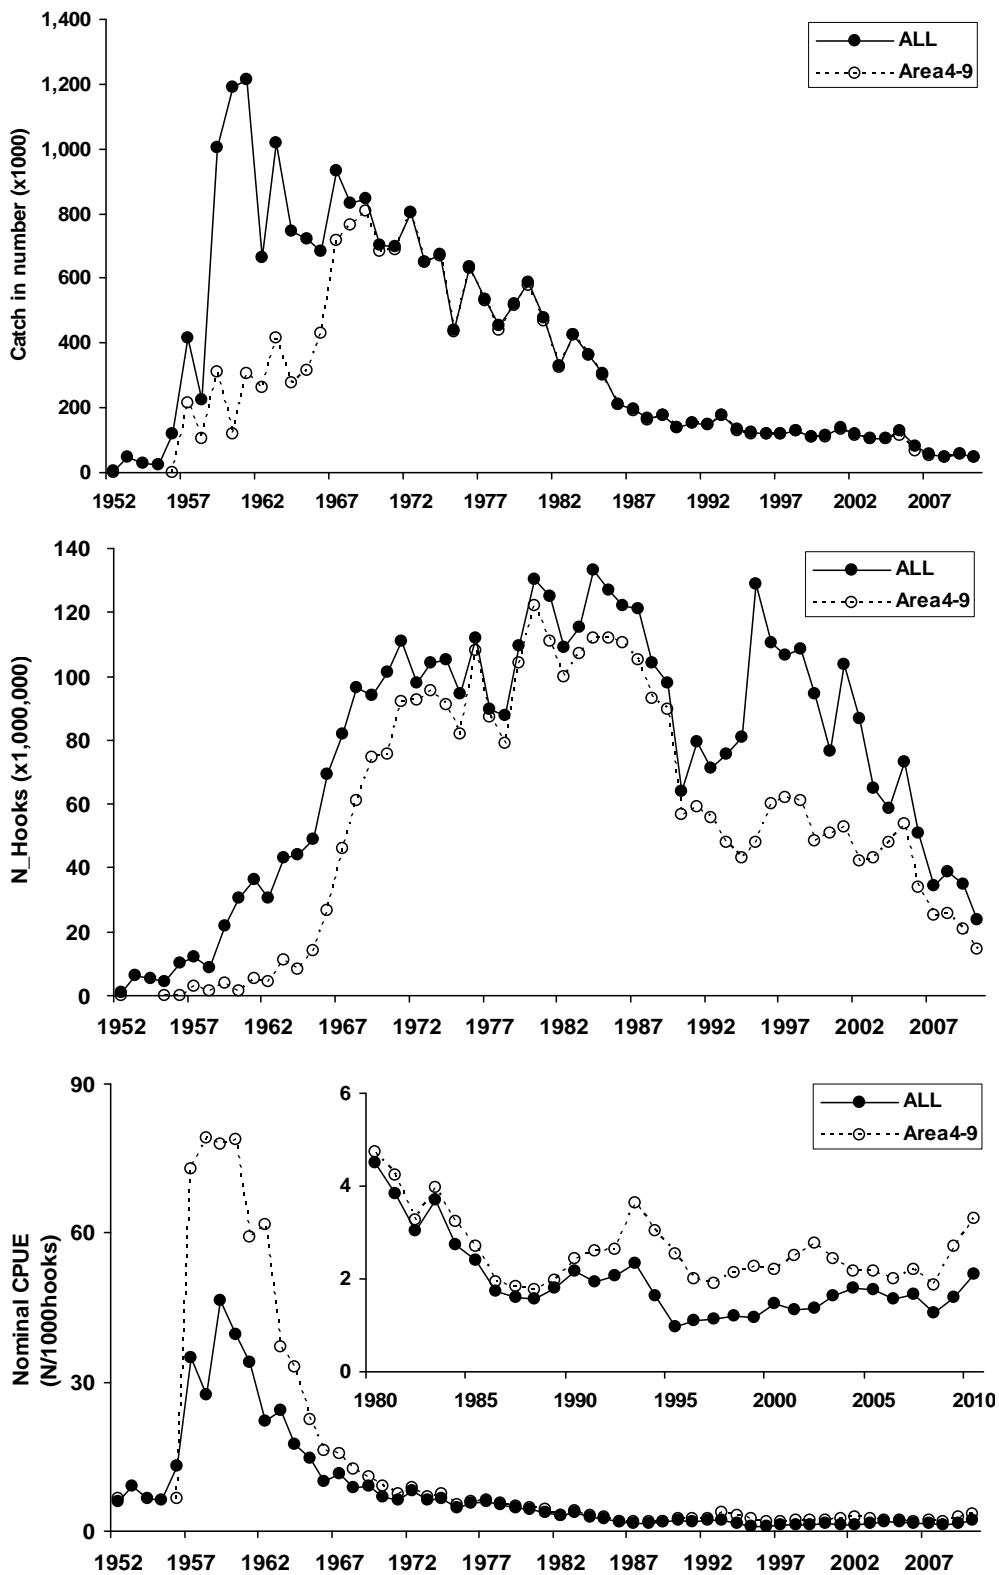 1,400
1,200
1,000
800
600
400
200
0
Catch in number (x1000)
ALL
Area4-9
1952 1957 1962 1967 1972 1977 1982 1987 1992 1997 2002 2007
140
120
100
80
60
40
20
0
N_Hooks (x1,000,000)
ALL
Area4-9
1952 1957 1962 1967 1972 1977 1982 1987 1992 1997 2002 2007
90
60
30
0
Nominal CPUE
(N/1000hooks)
6
4
2
0
1980 1985 1990 1995 2000 2005 2010
ALL
Area4-9
1952 1957 1962 1967 1972 1977 1982 1987 1992 1997 2002 2007